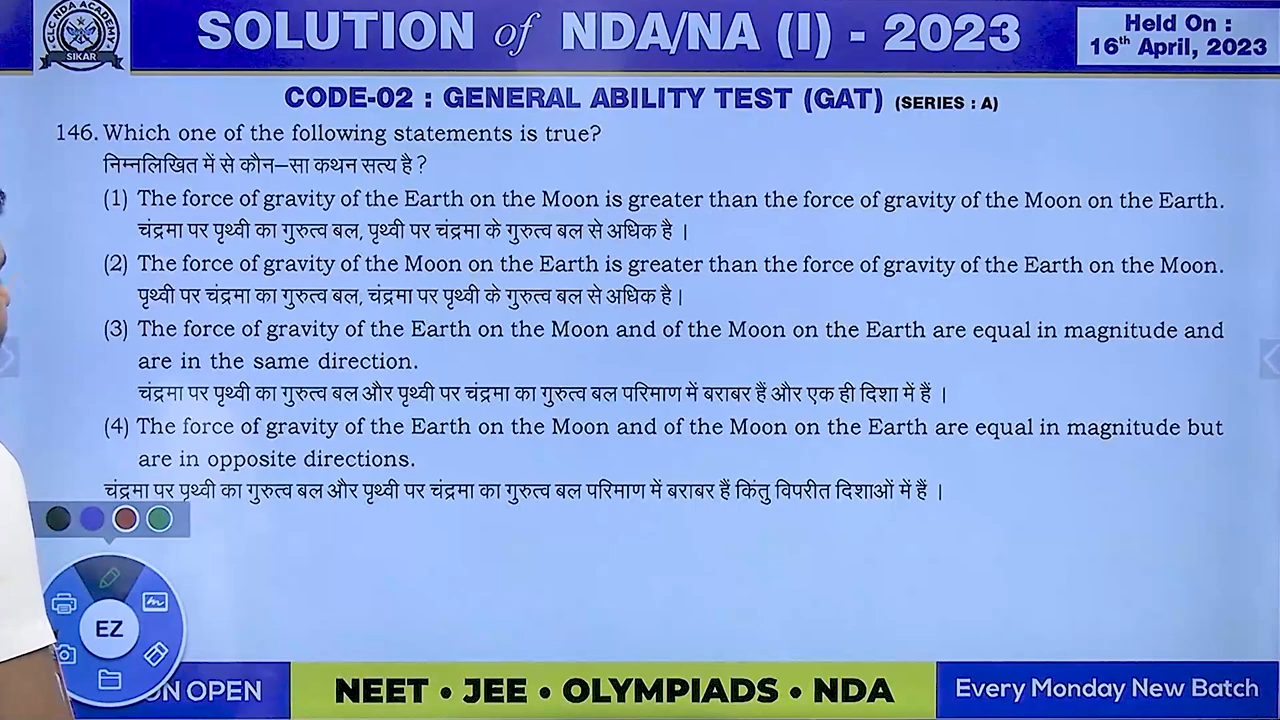 CLC NDA ACADEMY
SIKAR
SOLUTION of NDA/NA (I) - 2023
Held On :
16th April, 2023
CODE-02 : GENERAL ABILITY TEST (GAT) (SERIES : A)
146. Which one of the following statements is true?
निम्नलिखित में से कौन–सा कथन सत्य है ?
(1) The force of gravity of the Earth on the Moon is greater than the force of gravity of the Moon on the Earth.
चंद्रमा पर पृथ्वी का गुरुत्व बल, पृथ्वी पर चंद्रमा के गुरुत्व बल से अधिक है ।
(2) The force of gravity of the Moon on the Earth is greater than the force of gravity of the Earth on the Moon.
पृथ्वी पर चंद्रमा का गुरुत्व बल, चंद्रमा पर पृथ्वी के गुरुत्व बल से अधिक है ।
(3) The force of gravity of the Earth on the Moon and of the Moon on the Earth are equal in magnitude and
are in the same direction.
चंद्रमा पर पृथ्वी का गुरुत्व बल और पृथ्वी पर चंद्रमा का गुरुत्व बल परिमाण में बराबर हैं और एक ही दिशा में हैं ।
(4) The force of gravity of the Earth on the Moon and of the Moon on the Earth are equal in magnitude but
are in opposite directions.
चंद्रमा पर पृथ्वी का गुरुत्व बल और पृथ्वी पर चंद्रमा का गुरुत्व बल परिमाण में बराबर हैं किंतु विपरीत दिशाओं में हैं ।
EZ
ON OPEN
NEET • JEE • OLYMPIADS • NDA
Every Monday New Batch